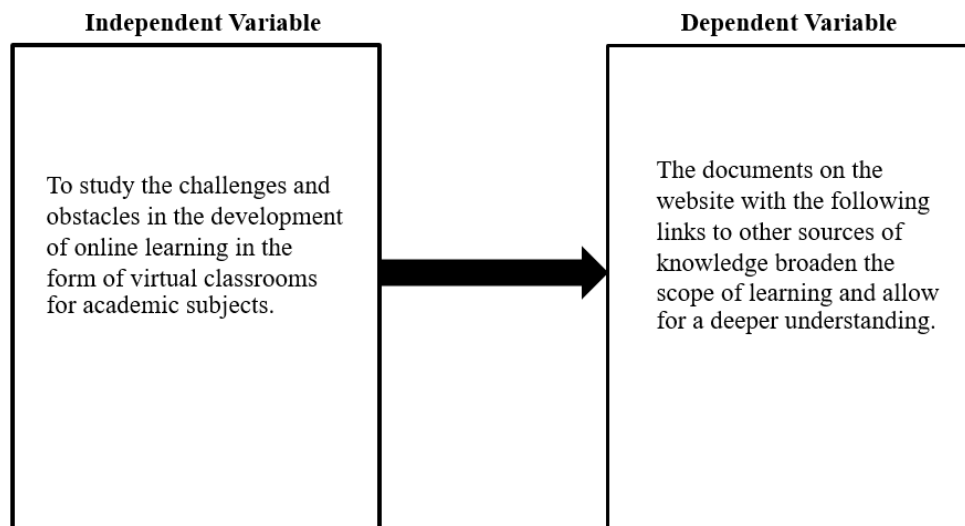 Independent Variable
Dependent Variable
To study the challenges and
obstacles in the development
of online learning in the
form of virtual classrooms
for academic subjects.
The documents on the
website with the following
links to other sources of
knowledge broaden the
scope of learning and allow
for a deeper understanding.